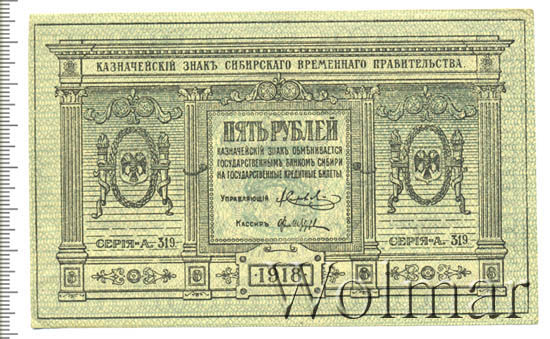 КАЗНАЧЕЙСКІЙ ЗНАКЪ СИБИРСКАГО ВРЕМЕННАГО ПРАВИТЕЛЬСТВА.
ПЯТЬ РУБЛЕЙ
КАЗНАЧЕЙСКІЙ ЗНАКЪ ОБМѢНИВАЕТСЯ
ГОСУДАРСТВЕННЫМЪ БАНКОМЪ СИБИРИ
НА ГОСУДАРСТВЕННЫЕ КРЕДИТНЫЕ БИЛЕТЫ.
УПРАВЛЯЮЩІЙ
КАССИРЪ
СЕРІЯ-А. 319.
СЕРІЯ-А. 319.
1918
Wolmar